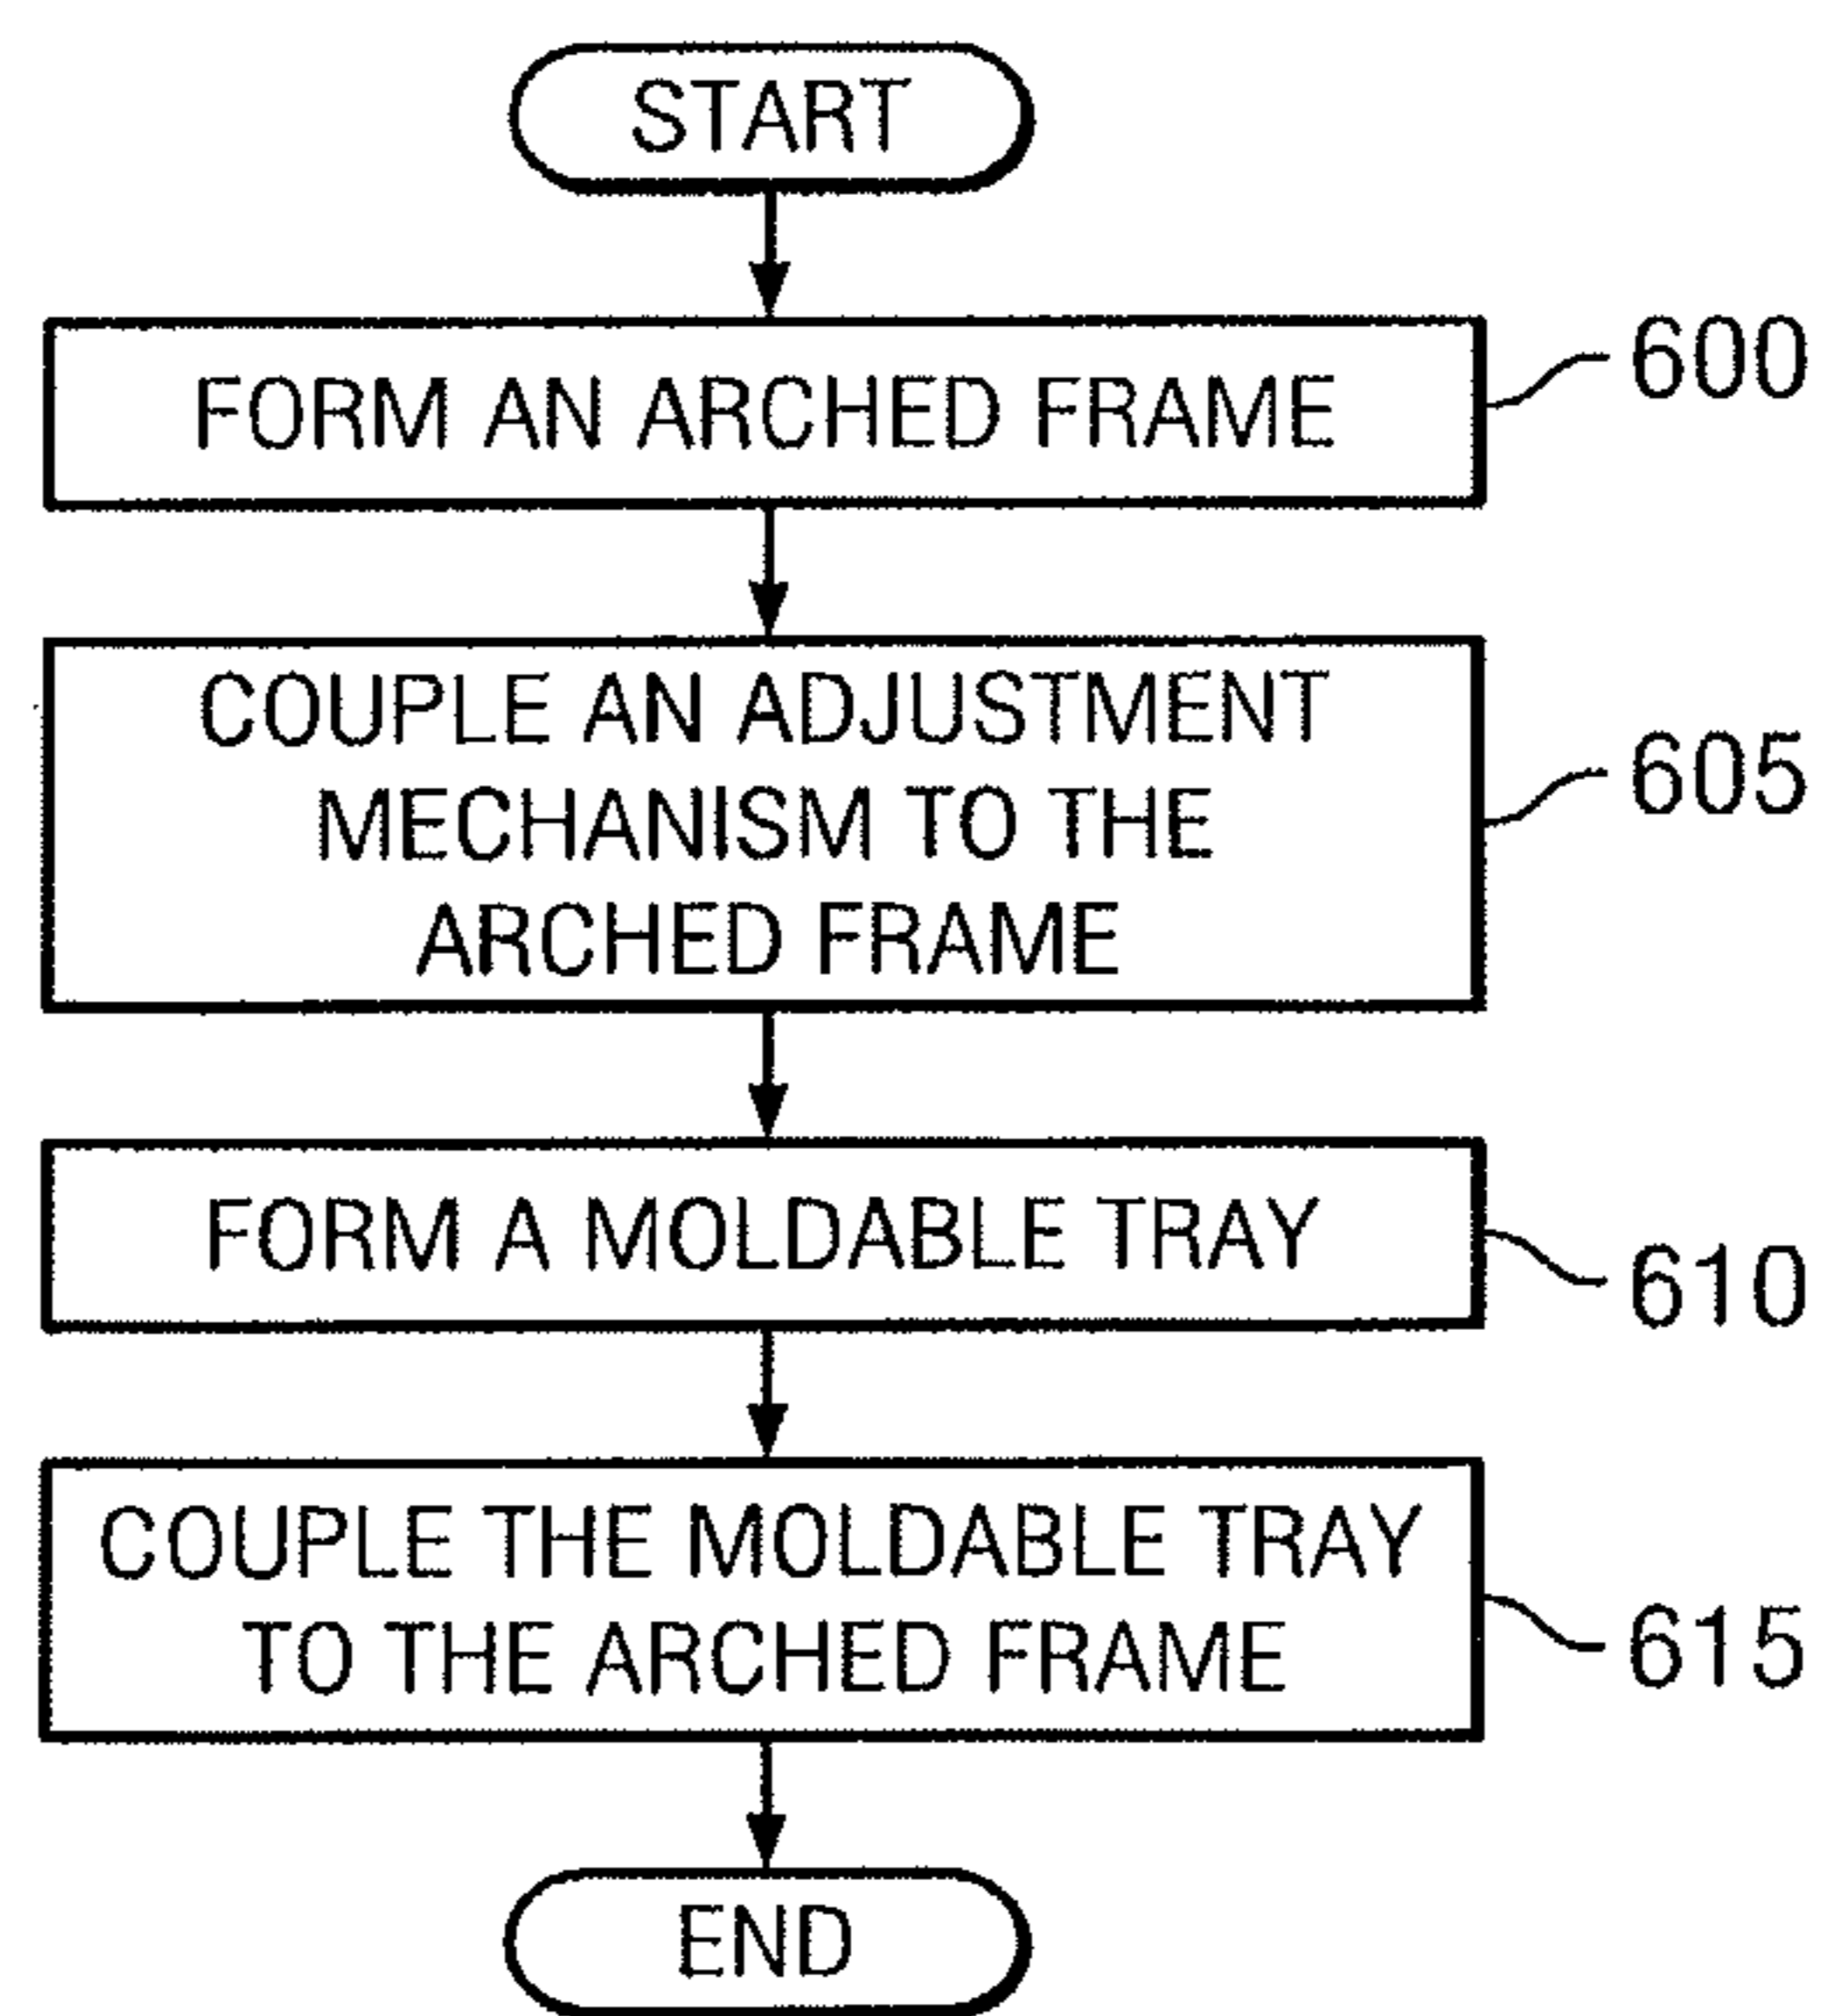 START
FORM AN ARCHED FRAME
600
COUPLE AN ADJUSTMENT
MECHANISM TO THE
ARCHED FRAME
605
FORM A MOLDABLE TRAY
610
COUPLE THE MOLDABLE TRAY
TO THE ARCHED FRAME
615
END